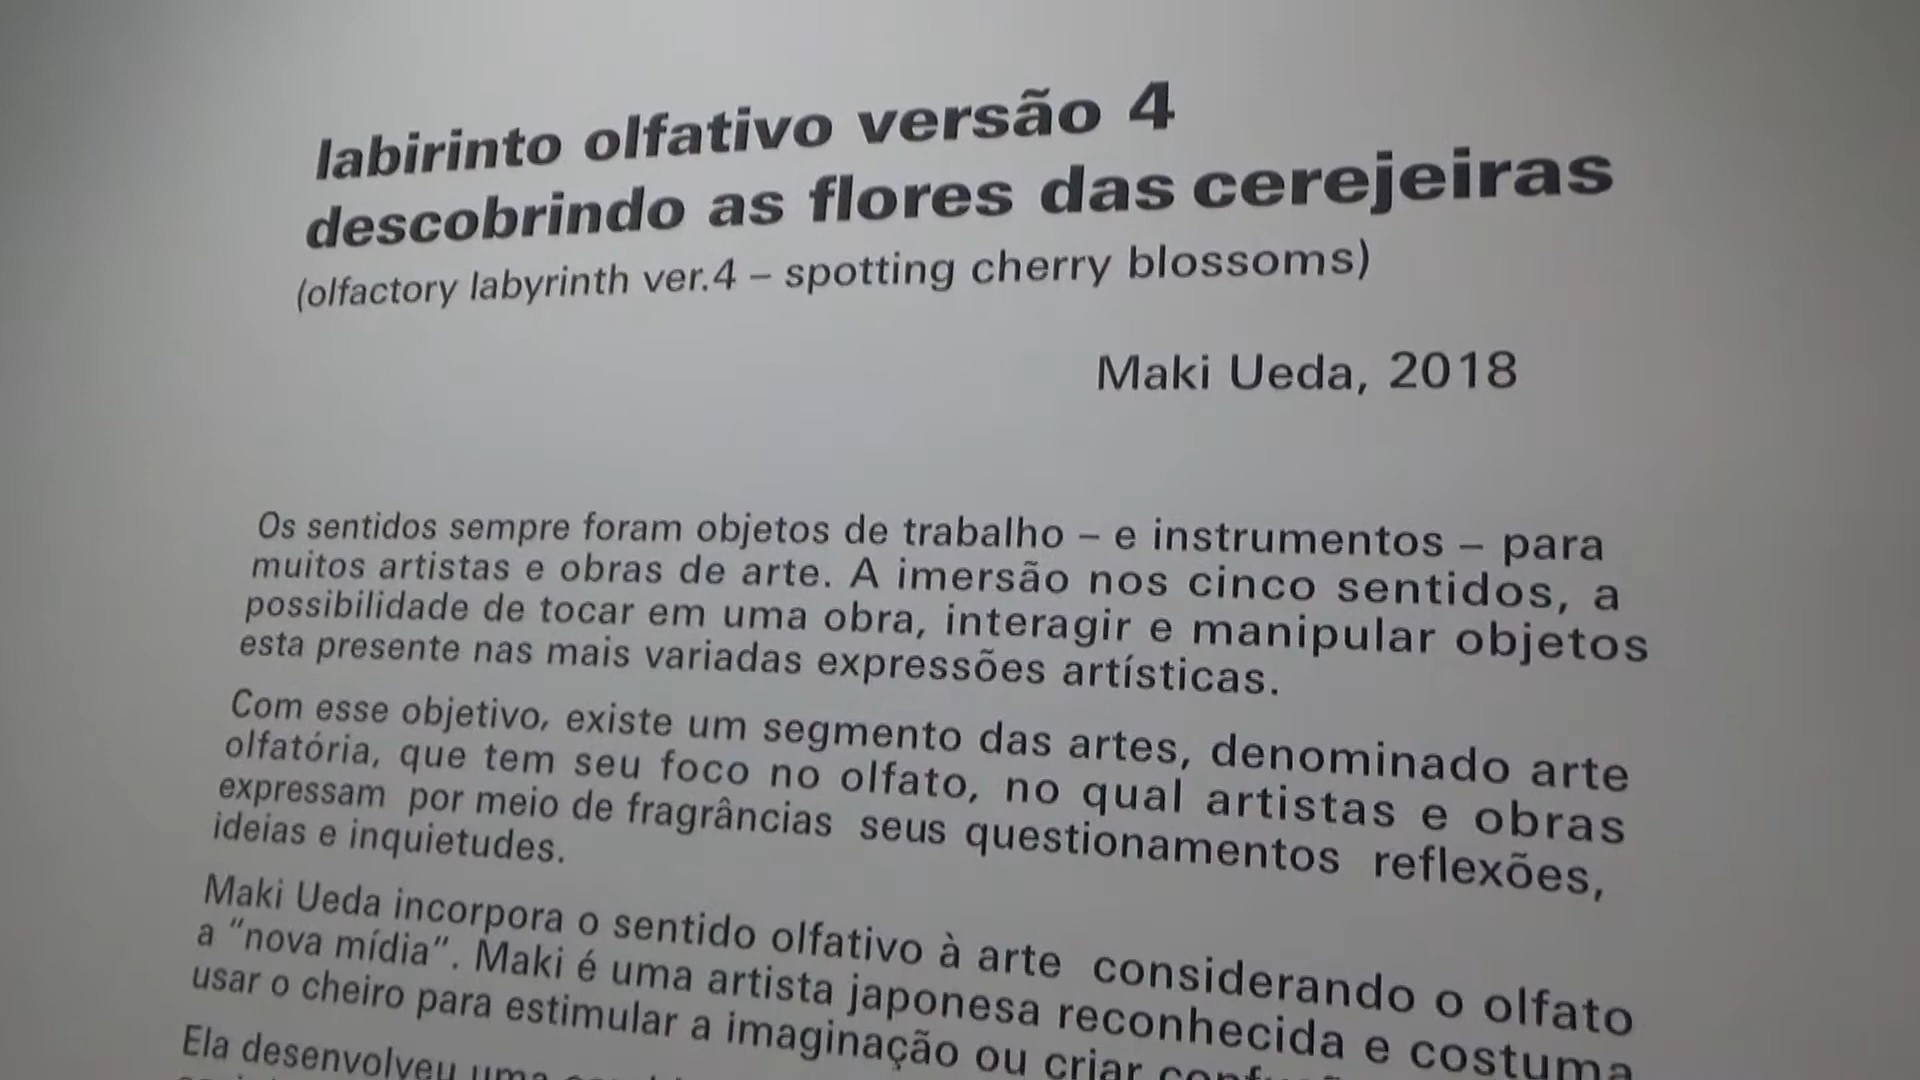 labirinto olfativo versão 4
descobrindo as flores das cerejeiras
(olfactory labyrinth ver.4 – spotting cherry blossoms)
Maki Ueda, 2018
Os sentidos sempre foram objetos de trabalho – e instrumentos – para
muitos artistas e obras de arte. A imersão nos cinco sentidos, a
possibilidade de tocar em uma obra, interagir e manipular objetos
esta presente nas mais variadas expressões artísticas.
Com esse objetivo, existe um segmento das artes, denominado arte
olfatória, que tem seu foco no olfato, no qual artistas e obras
expressam por meio de fragrâncias seus questionamentos reflexões,
ideias e inquietudes.
Maki Ueda incorpora o sentido olfativo à arte considerando o olfato
a “nova mídia”. Maki é uma artista japonesa reconhecida e costuma
usar o cheiro para estimular a imaginação ou criar
Ela desenvolveu uma